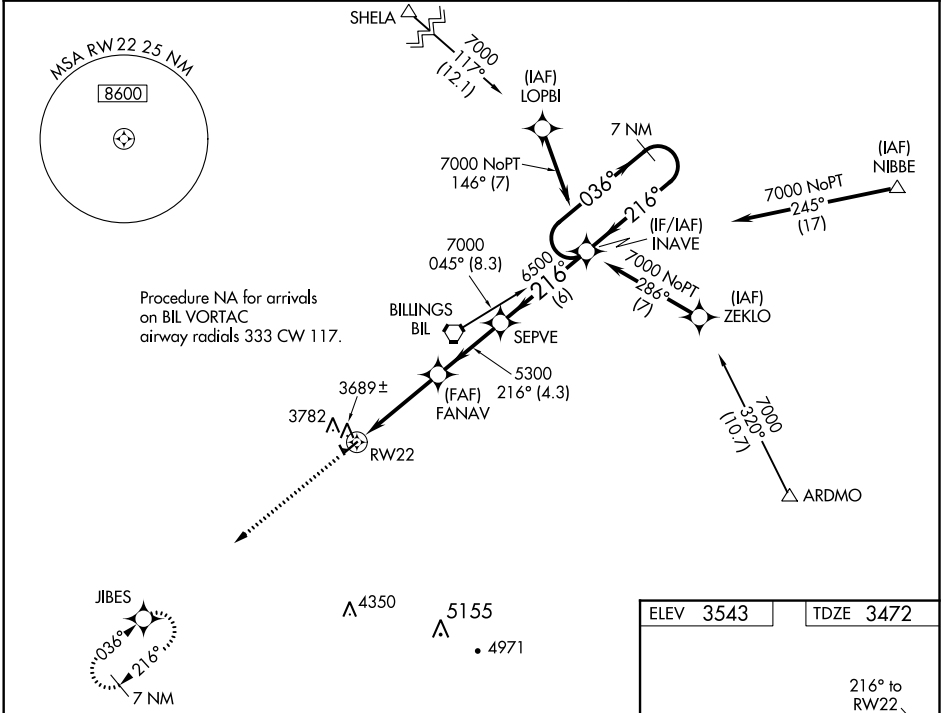 SHELA
7000
117°
(12.1)
MSA RW22 25 NM
8600
(IAF)
LOPBI
7 NM
7000 NoPT
146° (7)
036°
216°
(IAF)
NIBBE
7000 NoPT
245°
(17)
(IF/IAF)
INAVE
7000
045° (8.3)
6500
216°
(6)
7000 NoPT
286°
(7)
(IAF)
ZEKLO
Procedure NA for arrivals
on BIL VORTAC
airway radials 333 CW 117.
BILLINGS
BIL
SEPVE
5300
216° (4.3)
(FAF)
FANAV
3689±
3782
RW22
7000
320°
(10.7)
ARDMO
JIBES
036°
216°
7 NM
4350
5155
4971
ELEV 3543
TDZE 3472
216° to
RW22